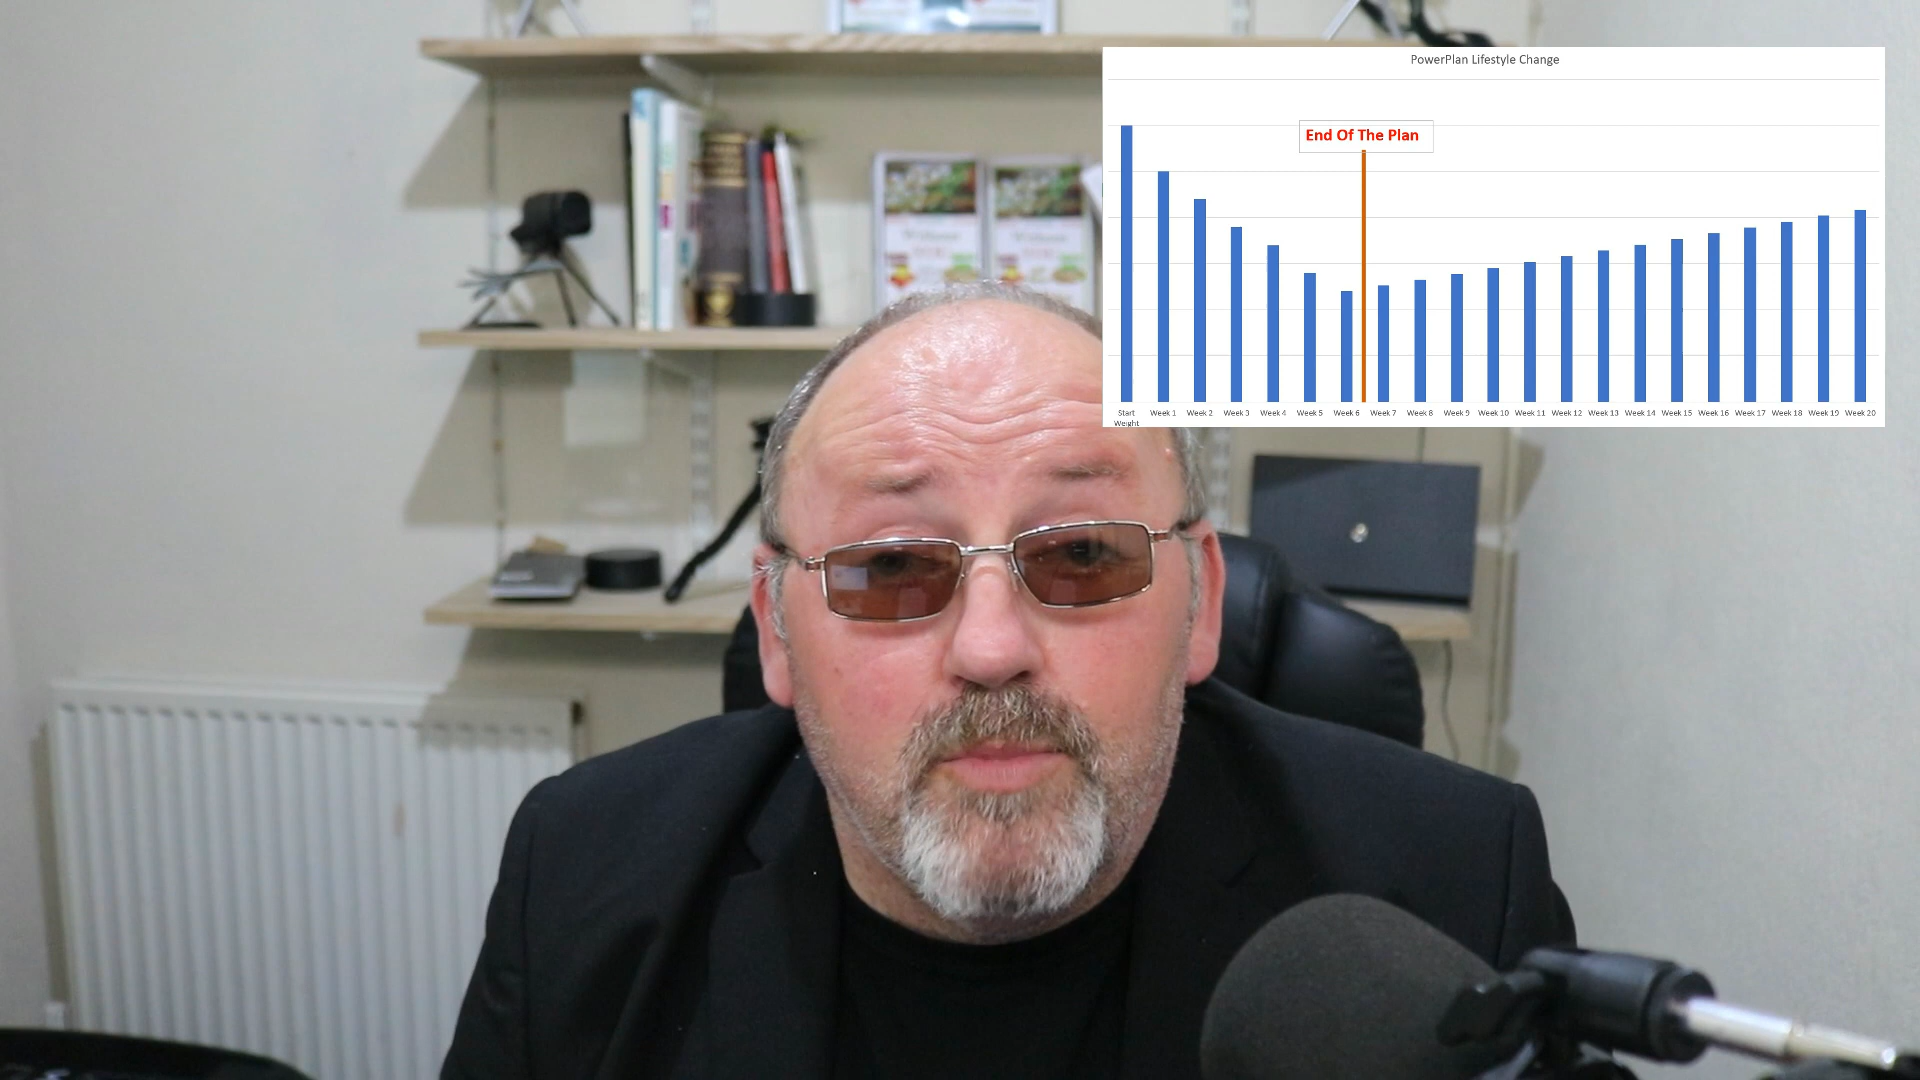 PowerPlan Lifestyle Change
End Of The Plan
Start Weight
Week 1
Week 2
Week 3
Week 4
Week 5
Week 6
Week 7
Week 8
Week 9
Week 10
Week 11
Week 12
Week 13
Week 14
Week 15
Week 16
Week 17
Week 18
Week 19
Week 20